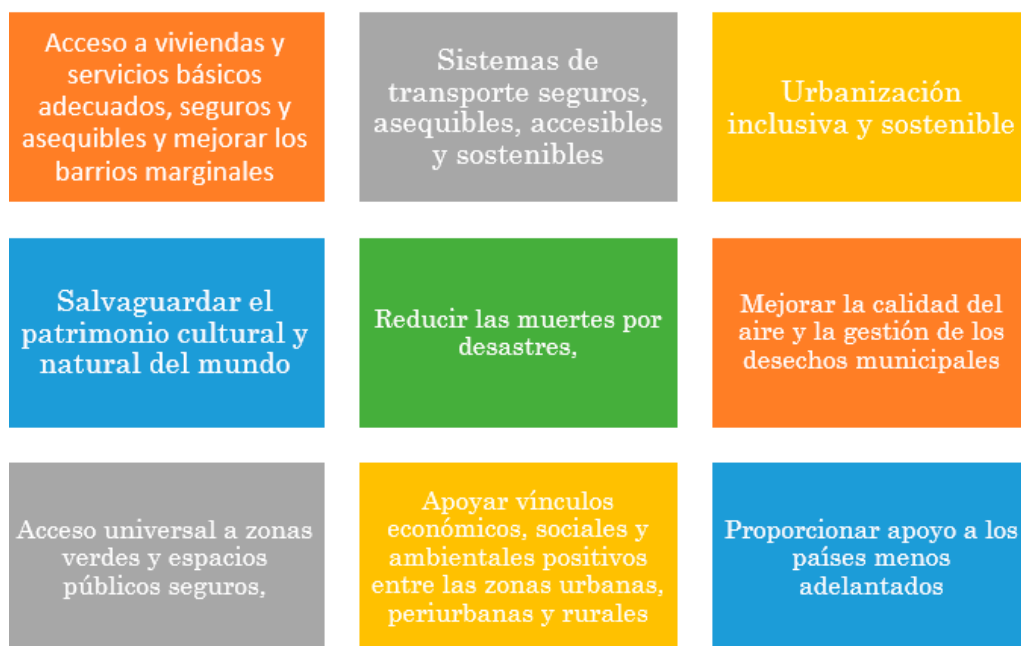 Acceso a viviendas y
servicios básicos
adecuados, seguros y
asequibles y mejorar los
barrios marginales
Sistemas de
transporte seguros,
asequibles, accesibles
y sostenibles
Urbanización
inclusiva y sostenible
Salvaguardar el
patrimonio cultural y
natural del mundo
Reducir las muertes por
desastres,
Mejorar la calidad del
aire y la gestión de los
desechos municipales
Acceso universal a zonas
verdes y espacios
públicos seguros,
Apoyar vínculos
económicos, sociales y
ambientales positivos
entre las zonas urbanas,
periurbanas y rurales
Proporcionar apoyo a los
países menos
adelantados